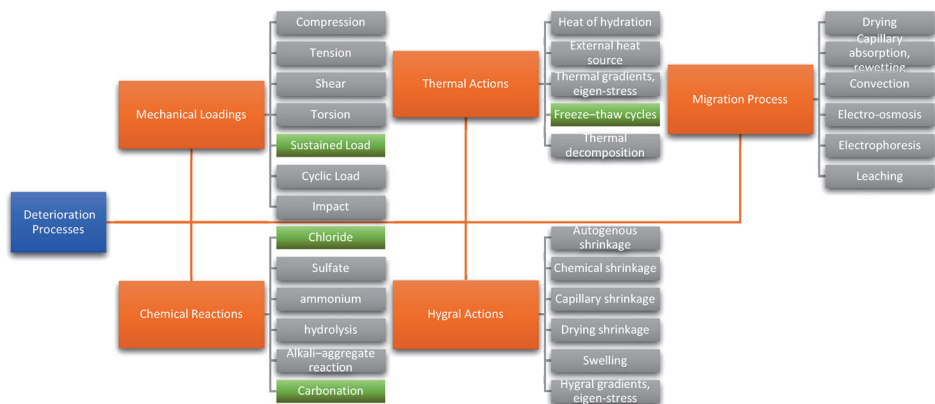 Deterioration
Processes
Mechanical Loadings
Compression
Tension
Shear
Torsion
Sustained Load
Cyclic Load
Impact
Chemical Reactions
Chloride
Sulfate
ammonium
hydrolysis
Alkali–aggregate
reaction
Carbonation
Thermal Actions
Heat of hydration
External heat
source
Thermal gradients,
eigen-stress
Freeze–thaw cycles
Thermal
decomposition
Hygral Actions
Autogenous
shrinkage
Chemical shrinkage
Capillary shrinkage
Drying shrinkage
Swelling
Hygral gradients,
eigen-stress
Migration Process
Drying
Capillary
absorption,
rewetting
Convection
Electro-osmosis
Electrophoresis
Leaching